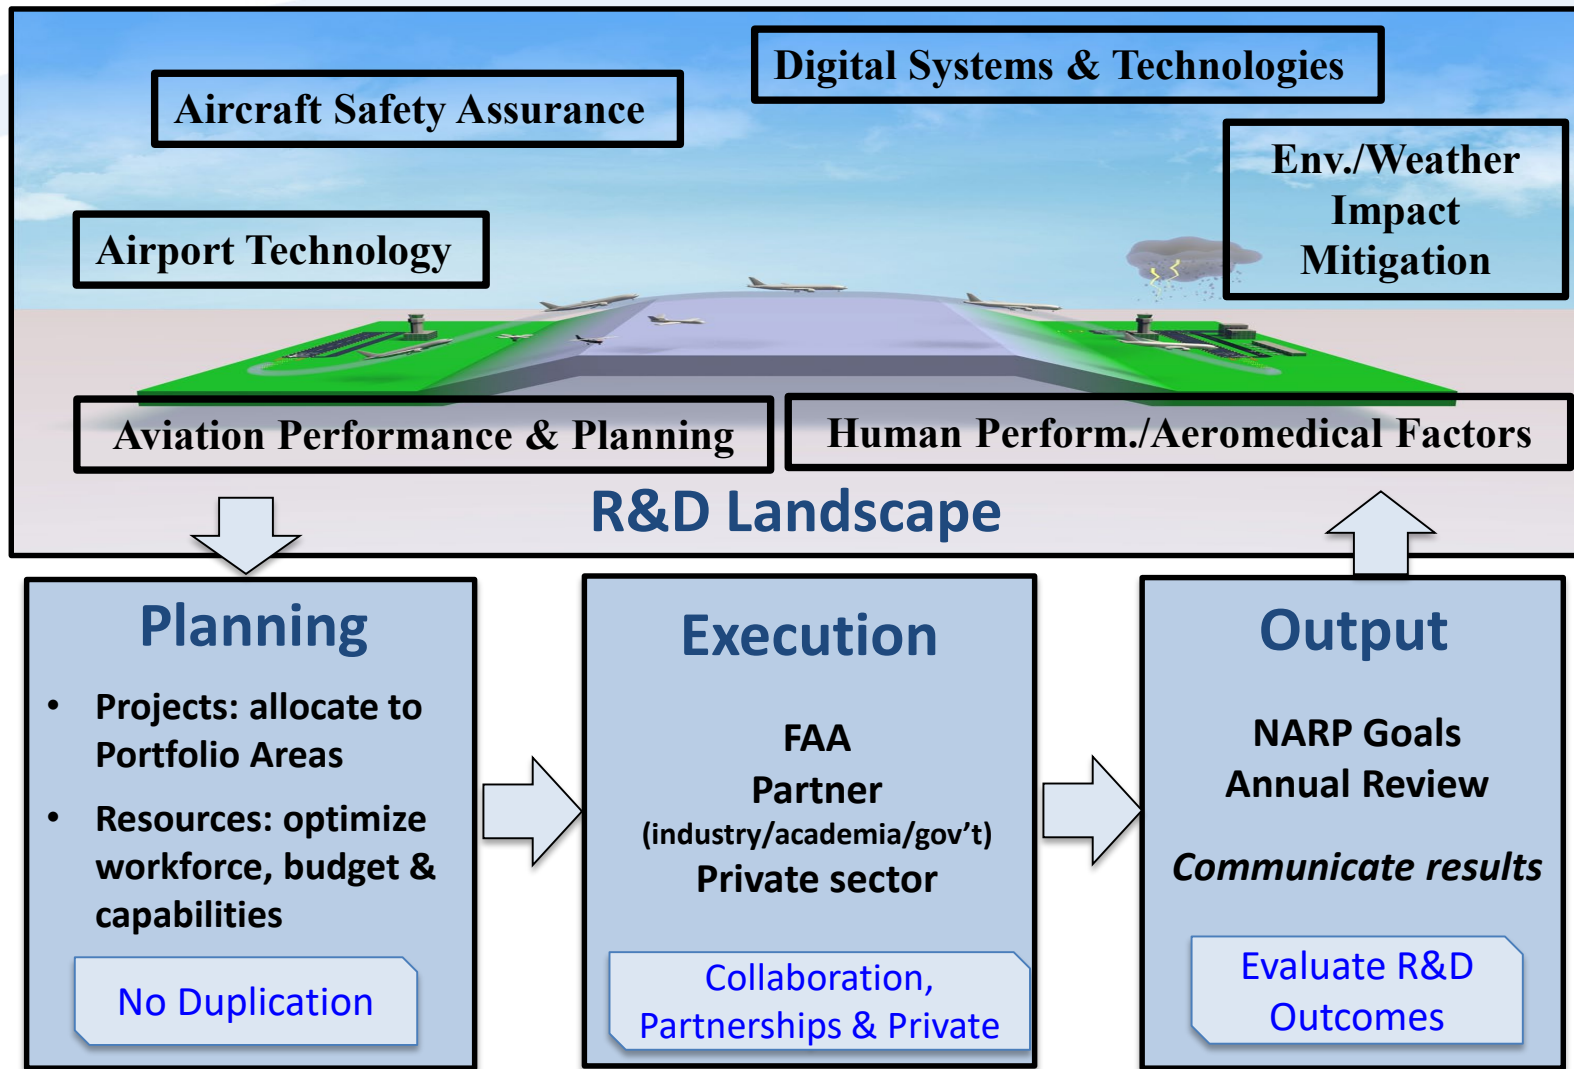 Digital Systems & Technologies
Aircraft Safety Assurance
Env./Weather
Impact
Mitigation
Airport Technology
Aviation Performance & Planning
Human Perform./Aeromedical Factors
R&D Landscape
Planning
• Projects: allocate to
Portfolio Areas
• Resources: optimize
workforce, budget &
capabilities
No Duplication
Execution
FAA
Partner
(industry/academia/gov’t)
Private sector
Collaboration,
Partnerships & Private
Output
NARP Goals
Annual Review
Communicate results
Evaluate R&D
Outcomes